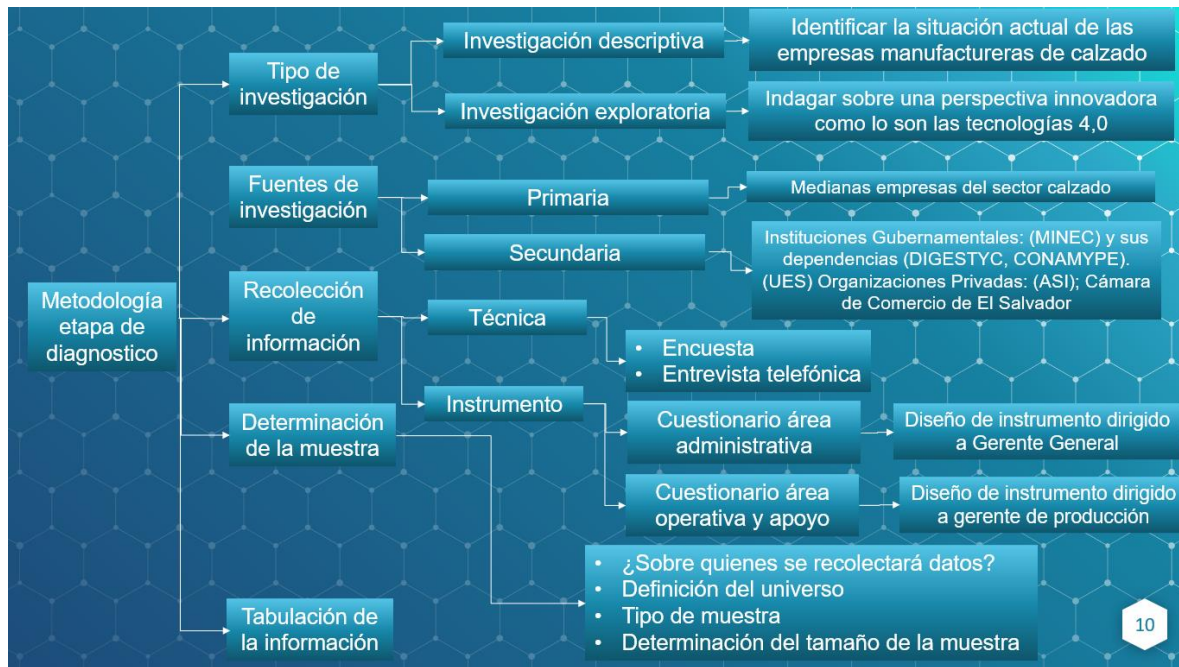 Metodología
etapa de
diagnostico
Tipo de
investigación
Investigación descriptiva
Identificar la situación actual de las
empresas manufactureras de calzado
Investigación exploratoria
Indagar sobre una perspectiva innovadora
como lo son las tecnologías 4,0
Fuentes de
investigación
Primaria
Medianas empresas del sector calzado
Secundaria
Instituciones Gubernamentales: (MINEC) y sus
dependencias (DIGESTYC, CONAMYPE).
(UES) Organizaciones Privadas: (ASI); Cámara
de Comercio de El Salvador
Recolección
de
información
Técnica
• Encuesta
• Entrevista telefónica
Instrumento
Cuestionario área
administrativa
Diseño de instrumento dirigido
a Gerente General
Cuestionario área
operativa y apoyo
Diseño de instrumento dirigido
a gerente de producción
Determinación
de la muestra
• ¿Sobre quienes se recolectará datos?
• Definición del universo
• Tipo de muestra
• Determinación del tamaño de la muestra
Tabulación de
la información
10